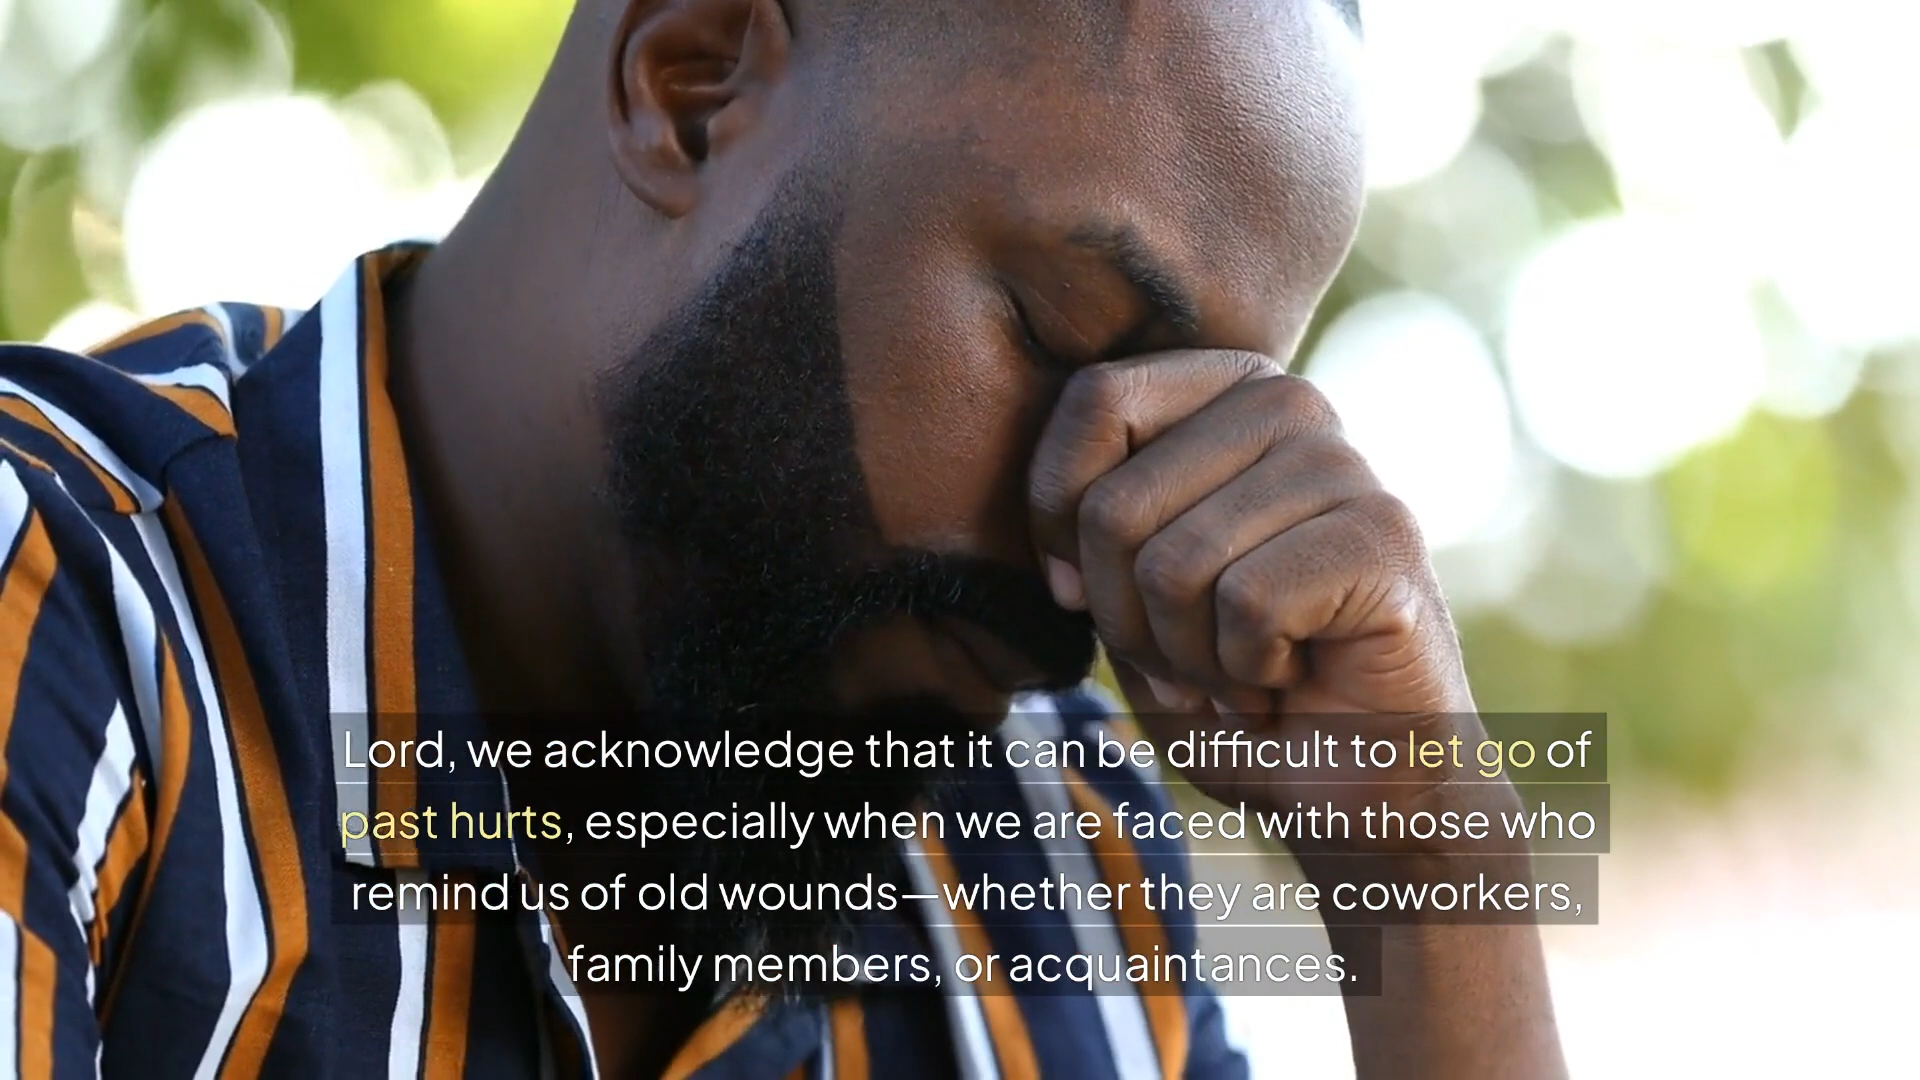 Lord, we acknowledge that it can be difficult to let go of
past hurts, especially when we are faced with those who
remind us of old wounds—whether they are coworkers,
family members, or acquaintances.